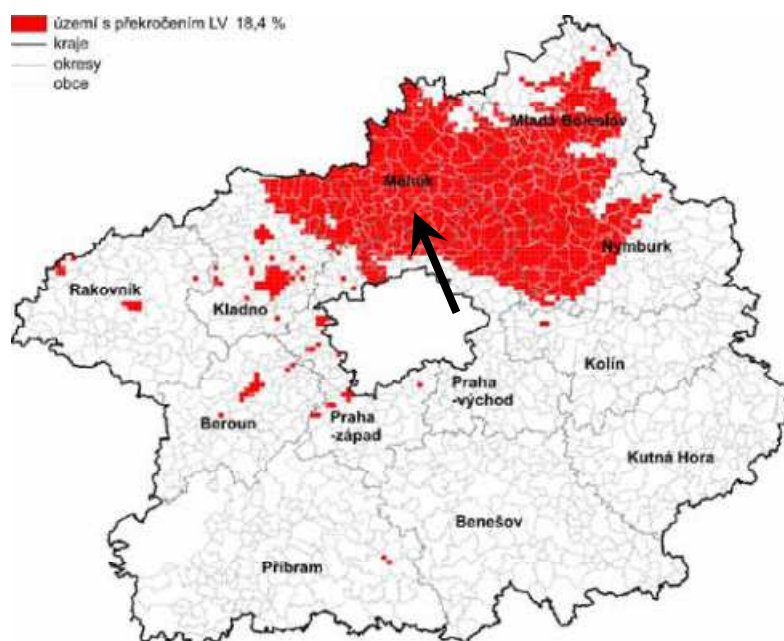 území s překročením LV 18,4 %
kraje
okresy
obce
Mladá Boleslav
Mělník
Nymburk
Rakovník
Kladno
Kolín
Praha
-východ
Beroun
Praha
-západ
Kutná Hora
Benešov
Příbram